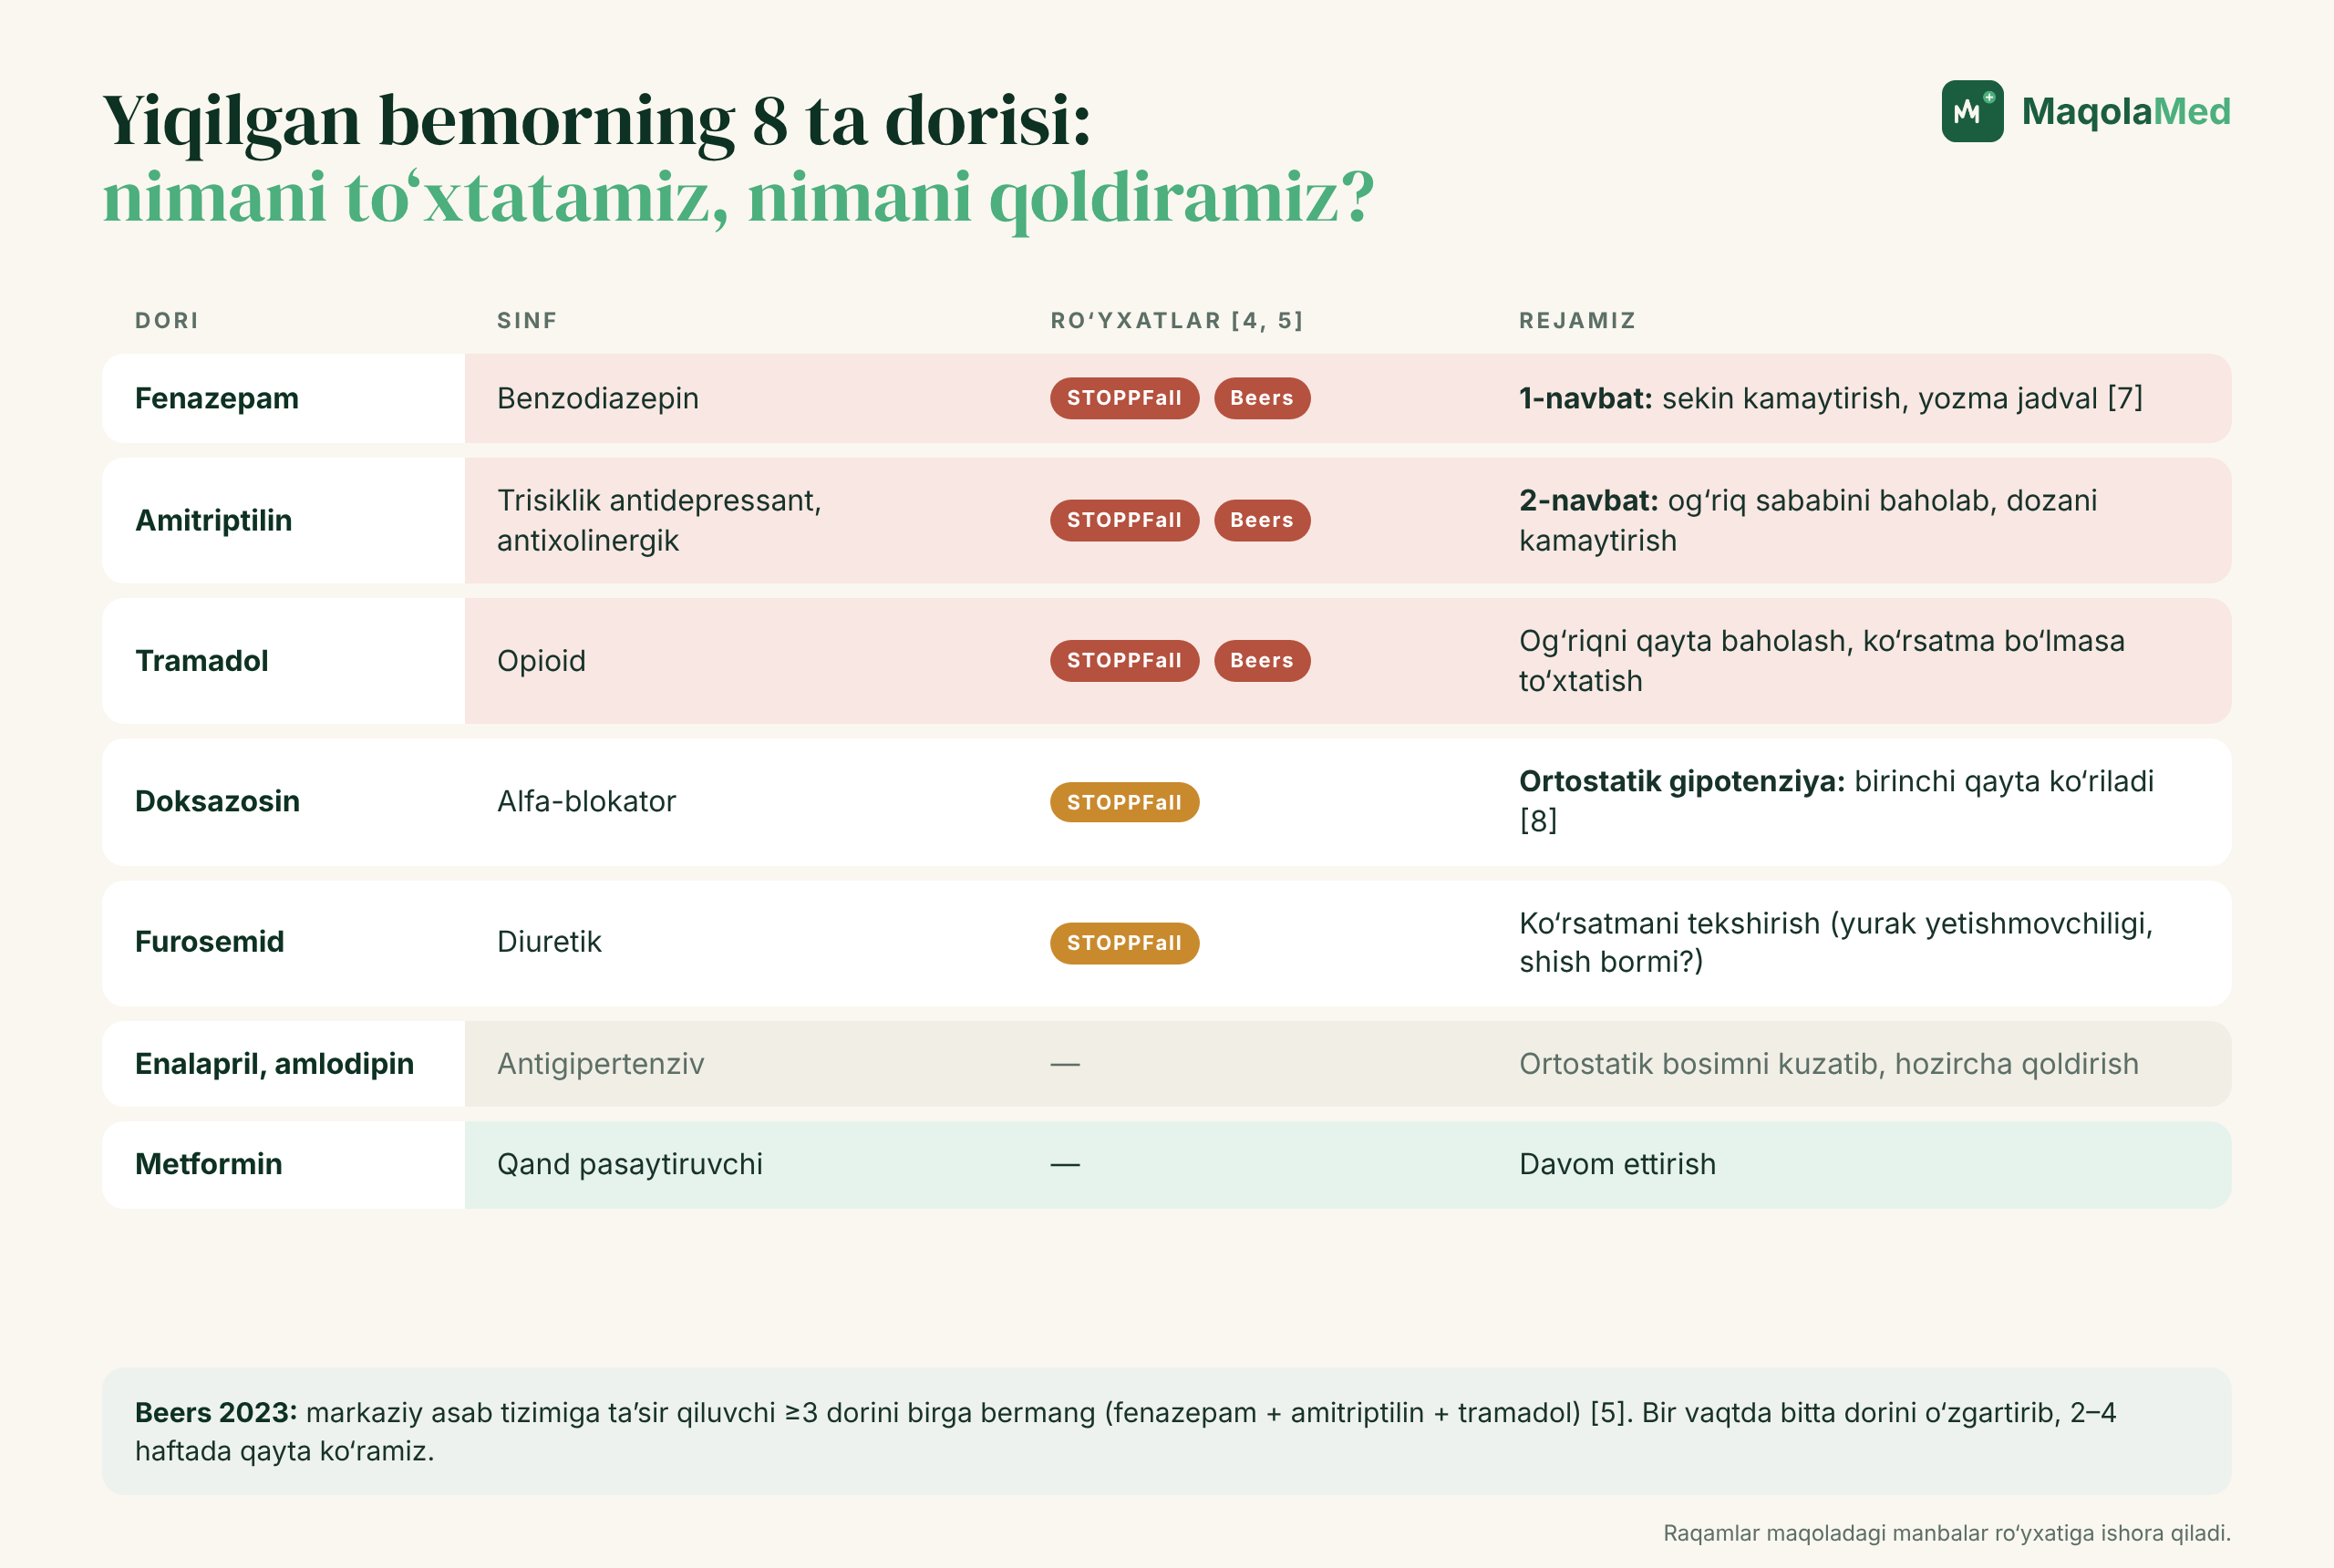 Yiqilgan bemorning 8 ta dorisi:
nimani to‘xtatamiz, nimani qoldiramiz?
MaqolaMed
DORI SINF RO‘YXATLAR [4, 5] REJAMIZ
Fenazepam Benzodiazepin STOPPFall Beers 1-navbat: sekin kamaytirish, yozma jadval [7]
Amitriptilin Trisiklik antidepressant, STOPPFall Beers 2-navbat: og‘riq sababini baholab, dozani
antixolinergik kamaytirish
Tramadol Opioid STOPPFall Beers Og‘riqni qayta baholash, ko‘rsatma bo‘lmasa
to‘xtatish
Doksazosin Alfa-blokator STOPPFall Ortostatik gipotenziya: birinchi qayta ko‘riladi
[8]
Furosemid Diuretik STOPPFall Ko‘rsatmani tekshirish (yurak yetishmovchiligi,
shish bormi?)
Enalapril, amlodipin Antigipertenziv — Ortostatik bosimni kuzatib, hozircha qoldirish
Metformin Qand pasaytiruvchi — Davom ettirish
Beers 2023: markaziy asab tizimiga ta’sir qiluvchi ≥3 dorini birga bermang (fenazepam + amitriptilin + tramadol) [5]. Bir vaqtda bitta dorini o‘zgartirib, 2–4
haftada qayta ko‘ramiz.
Raqamlar maqoladagi manbalar ro‘yxatiga ishora qiladi.